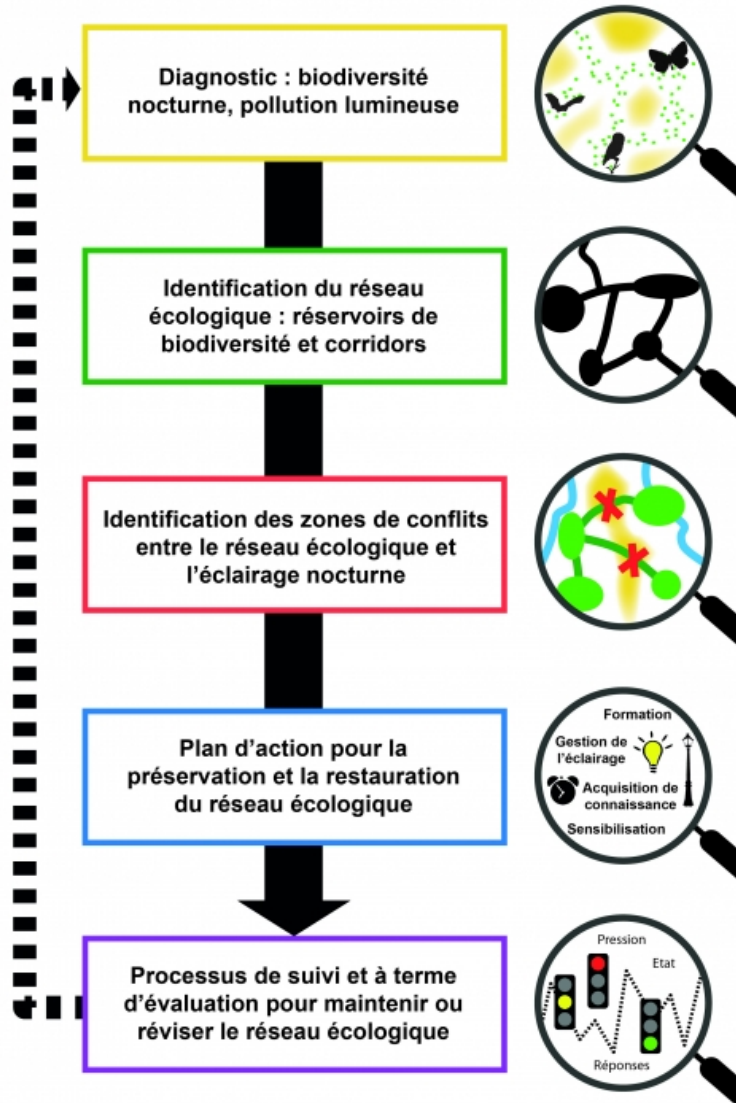 Diagnostic : biodiversité
nocturne, pollution lumineuse
Identification du réseau
écologique : réservoirs de
biodiversité et corridors
Identification des zones de conflits
entre le réseau écologique et
l'éclairage nocturne
Plan d'action pour la
préservation et la restauration
du réseau écologique
Formation
Gestion de
l'éclairage
Acquisition de
connaissance
Sensibilisation
Processus de suivi et à terme
d'évaluation pour maintenir ou
réviser le réseau écologique
Pression
Etat
Réponses